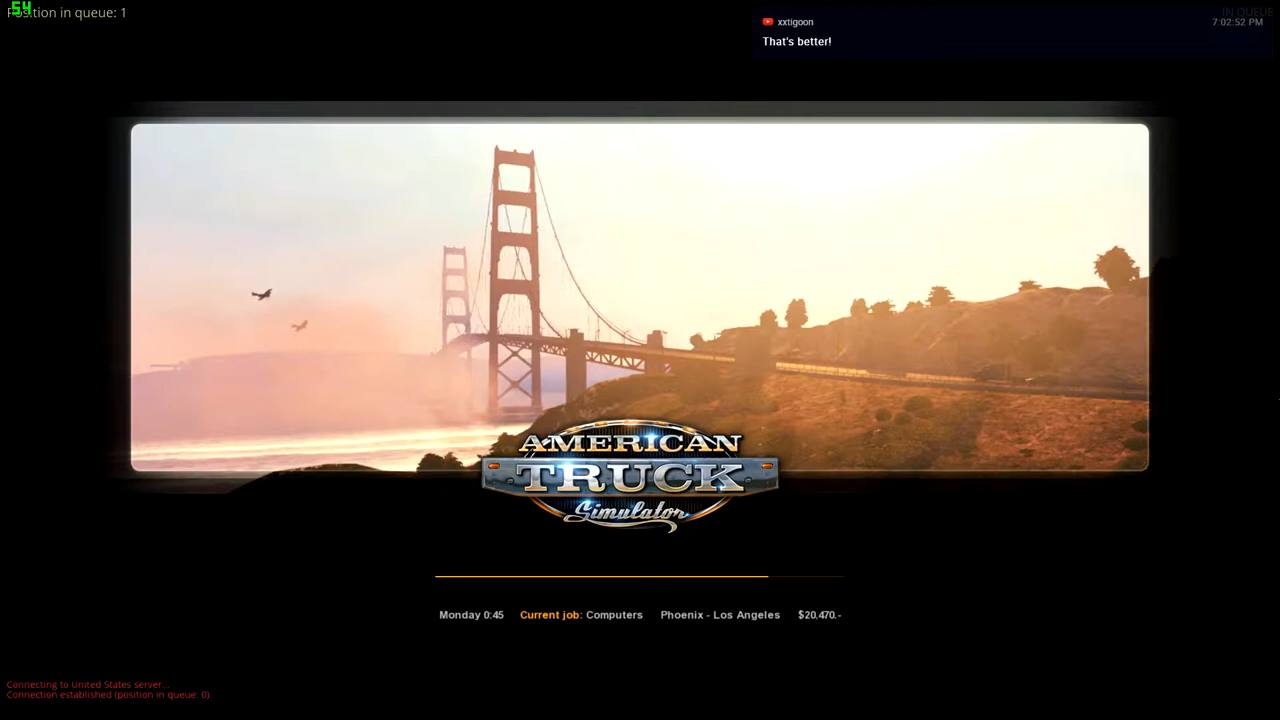 54
Position in queue: 1
IN QUEUE
xxtigoon
7:02:52 PM
That's better!
AMERICAN
TRUCK
Simulator
Monday 0:45 Current job: Computers Phoenix - Los Angeles $20,470.-
Connecting to United States server...
Connection established (position in queue: 0).